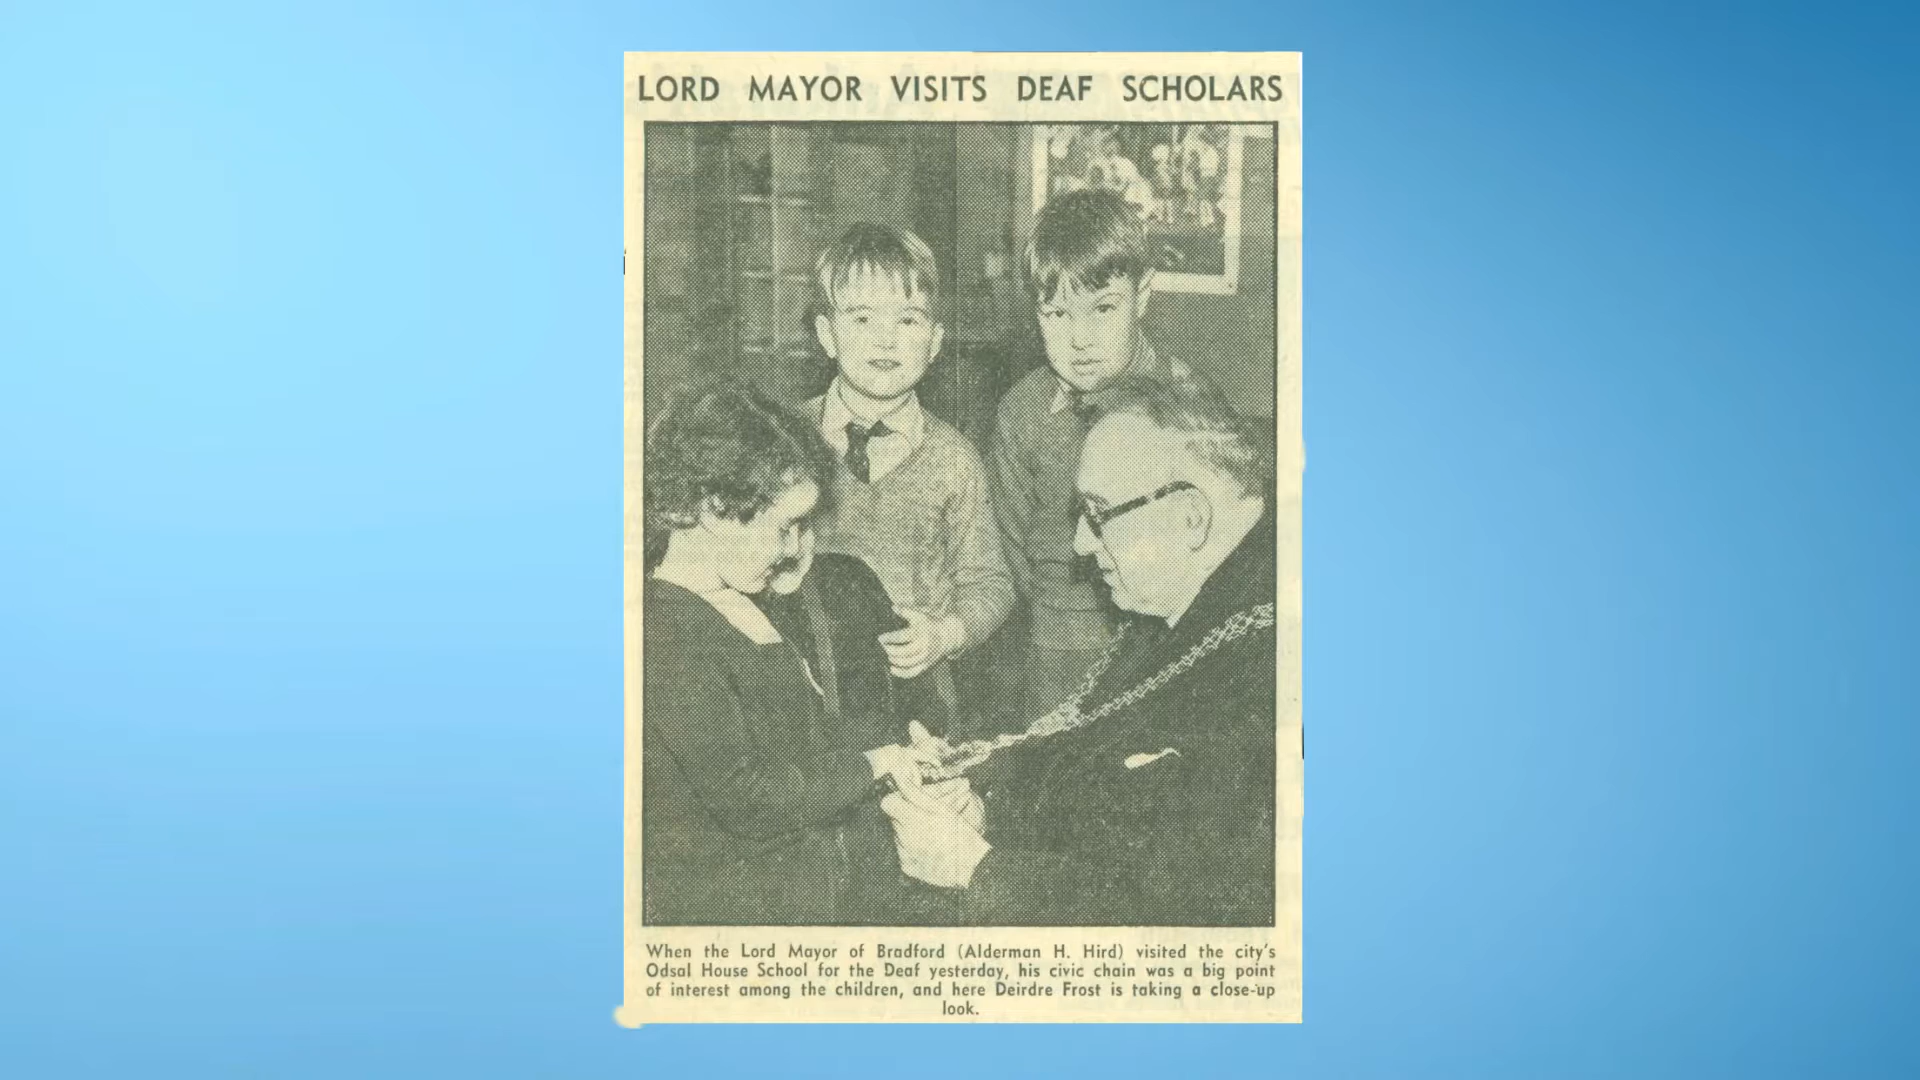 LORD MAYOR VISITS DEAF SCHOLARS
When the Lord Mayor of Bradford (Alderman H. Hird) visited the city's
Odsal House School for the Deaf yesterday, his civic chain was a big point
of interest among the children, and here Deirdre Frost is taking a close-up
look.